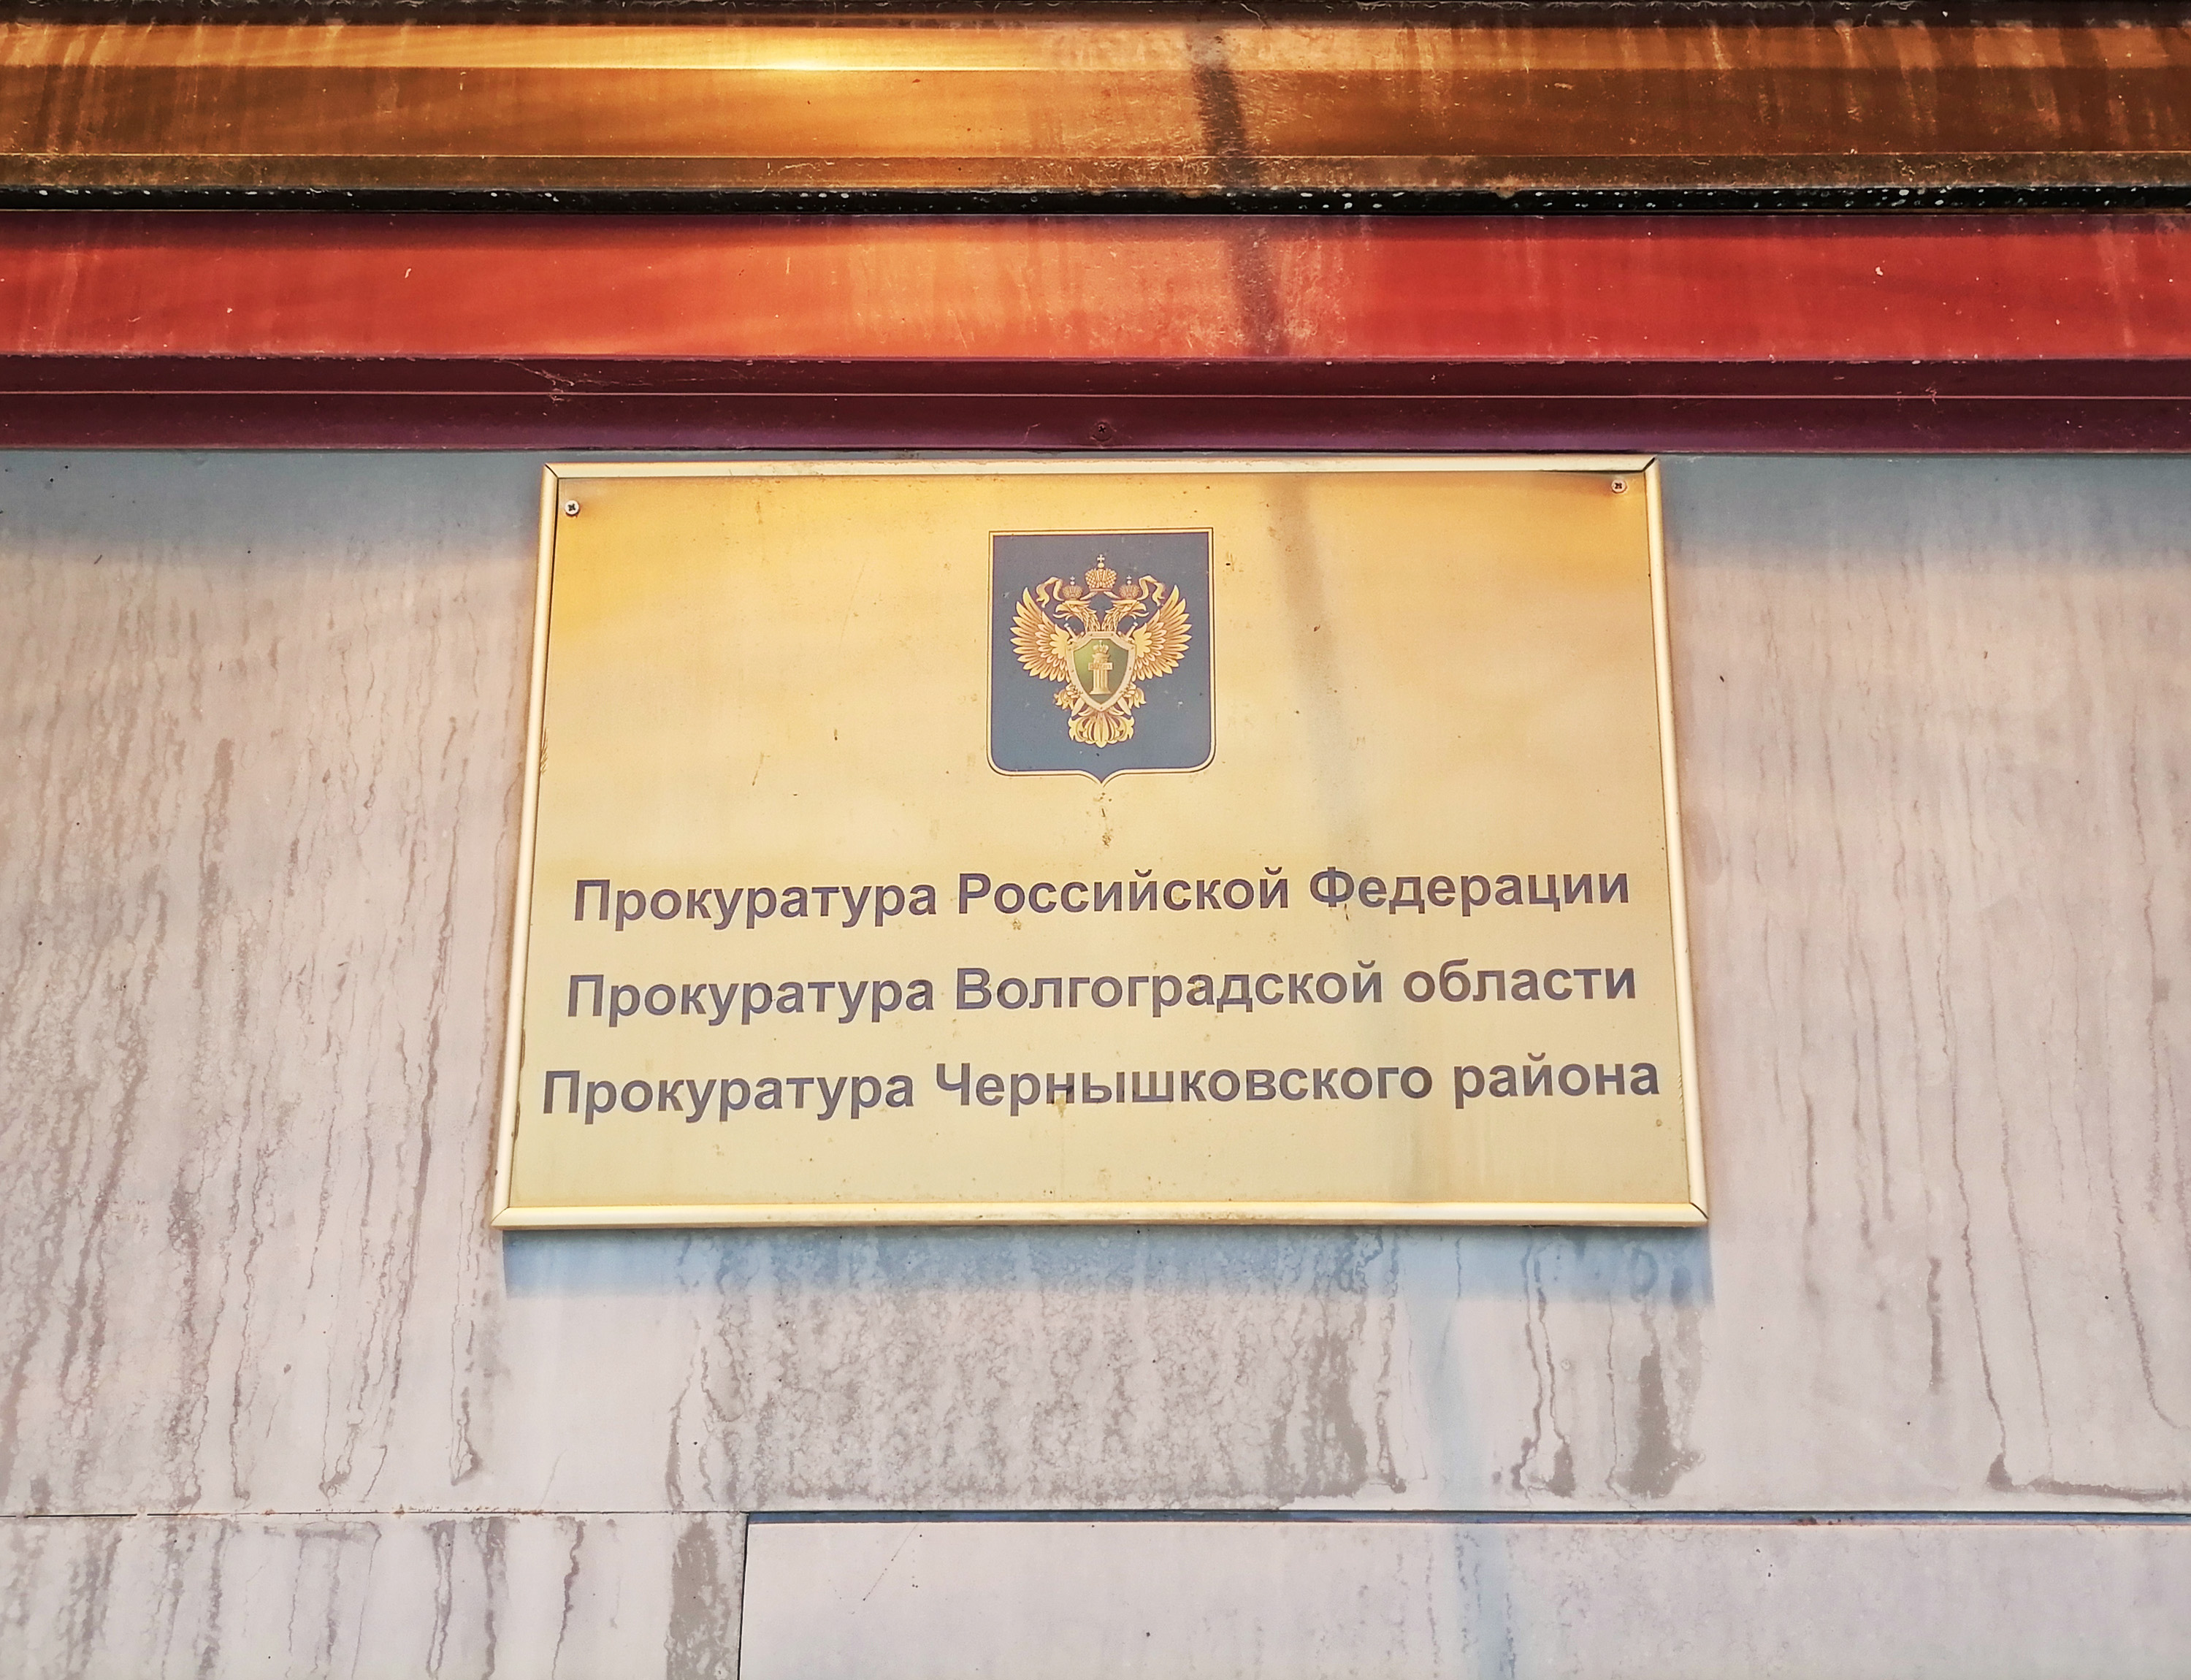 Прокуратура Российской Федерации
Прокуратура Волгоградской области
Прокуратура Чернышковского района